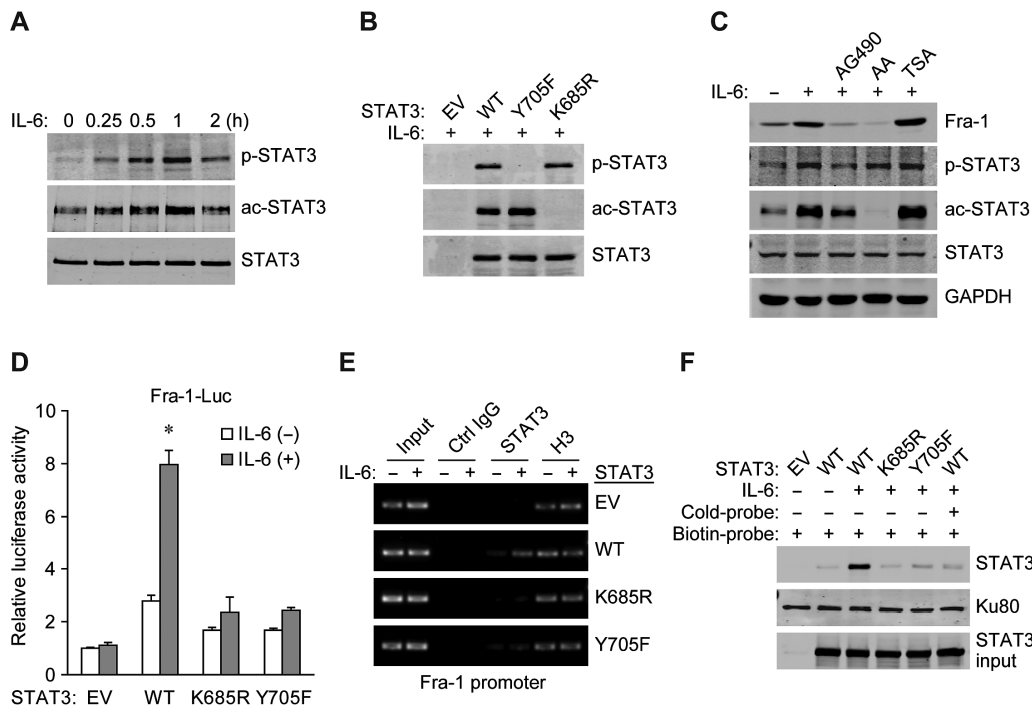 A
IL-6: 0 0.25 0.5 1 2 (h)
p-STAT3
ac-STAT3
STAT3
B
STAT3: EV WT Y705F K685R
IL-6: + + + +
p-STAT3
ac-STAT3
STAT3
C
AG490 AA TSA
IL-6: – + + + +
Fra-1
p-STAT3
ac-STAT3
STAT3
GAPDH
D
Fra-1-Luc
Relative luciferase activity
10
8
6
4
2
0
*
IL-6 (–)
IL-6 (+)
STAT3: EV WT K685R Y705F
E
Input Ctrl IgG STAT3 H3
IL-6: – + – + – + – + STAT3
EV
WT
K685R
Y705F
Fra-1 promoter
F
STAT3: EV WT WT K685R Y705F WT
IL-6: – – + + + +
Cold-probe: – – – – – +
Biotin-probe: + + + + + +
STAT3
Ku80
STAT3
input